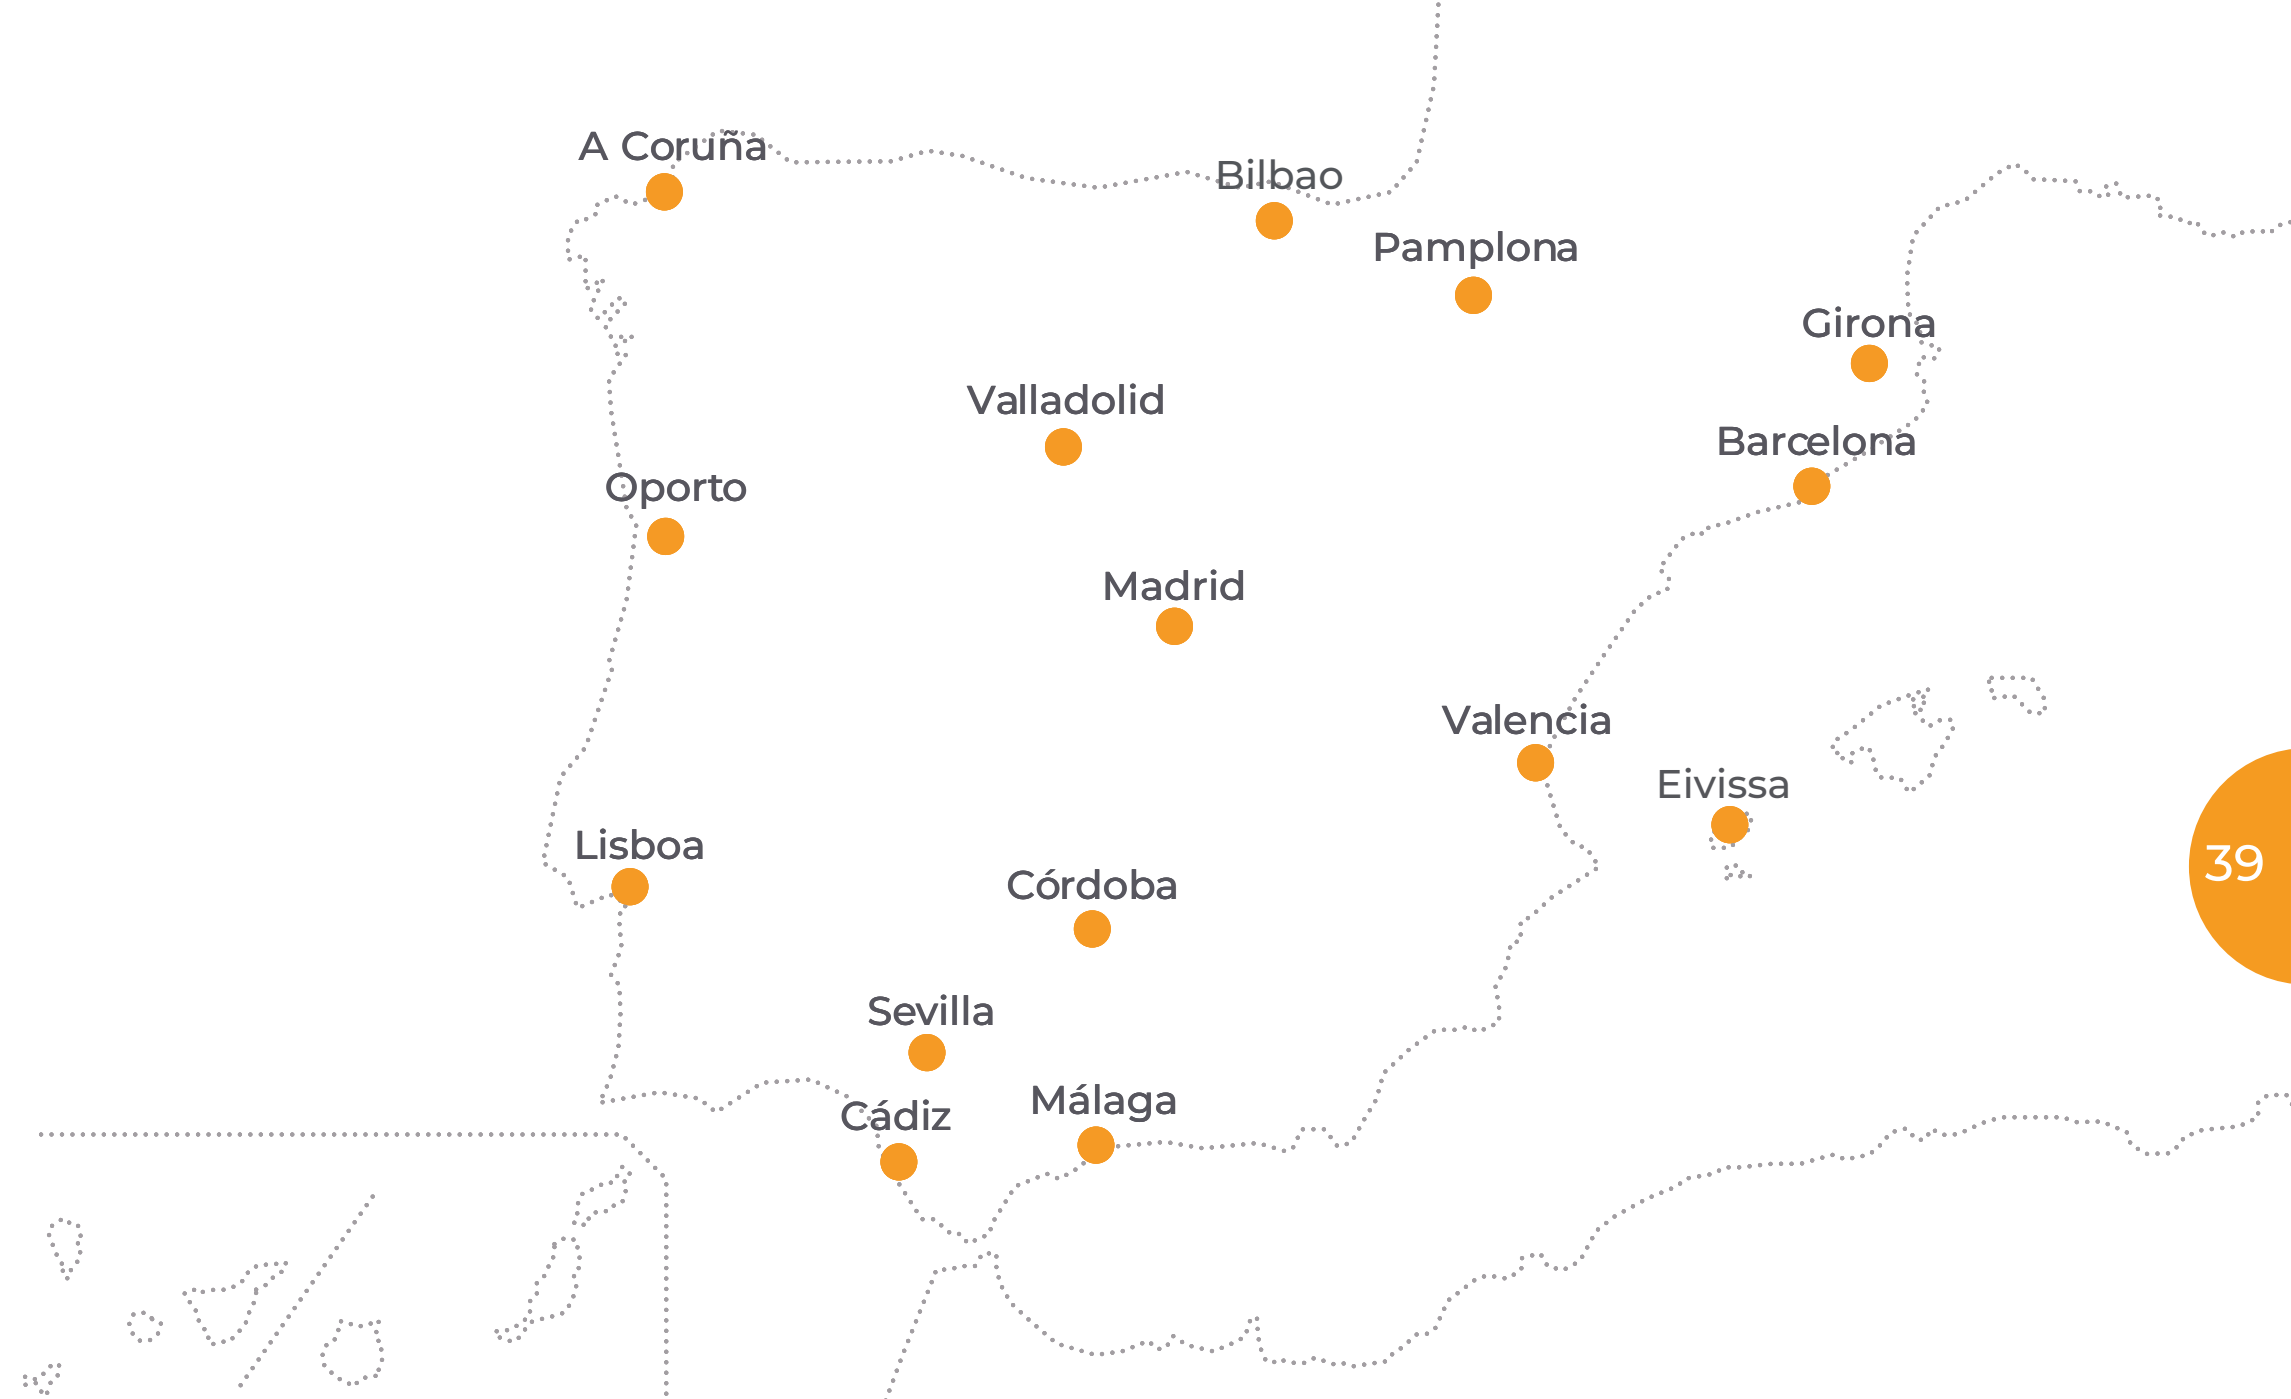 A Coruña
Bilbao
Pamplona
Girona
Valladolid
Barcelona
Oporto
Madrid
Valencia
Eivissa
Lisboa
39
Córdoba
Sevilla
Málaga
Cádiz